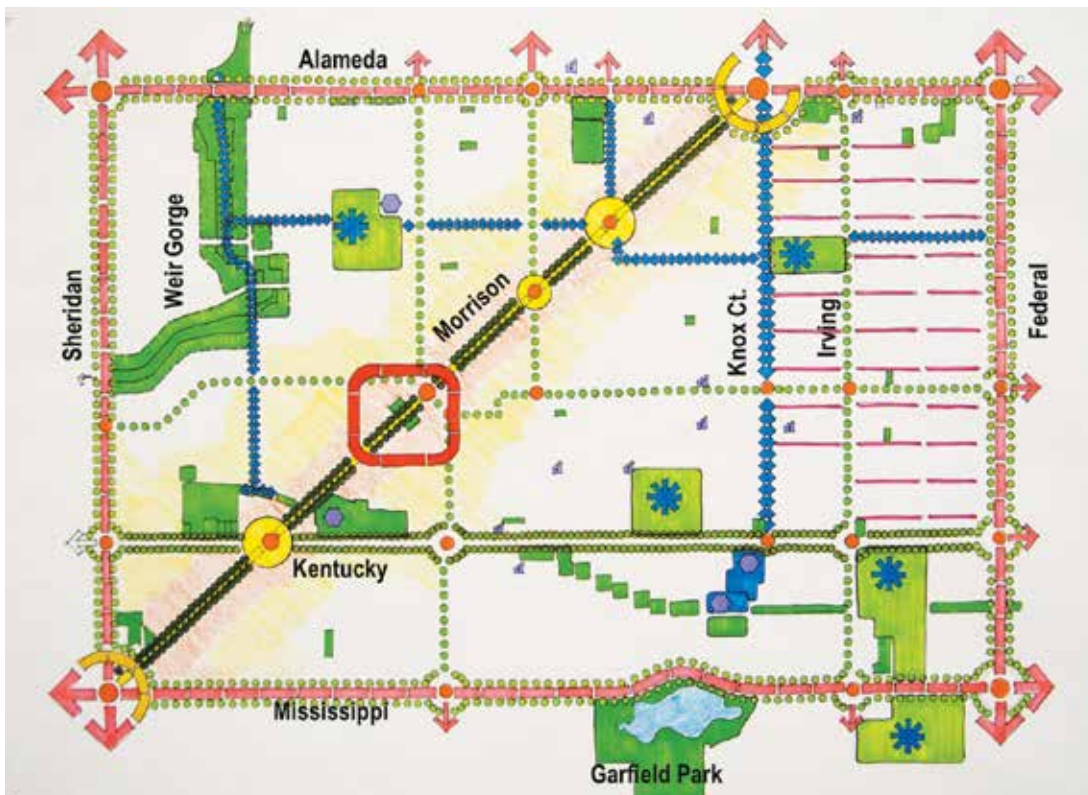 Alameda
Weir Gorge
Sheridan
Morrison
Knox Ct.
Irving
Federal
Kentucky
Mississippi
Garfield Park